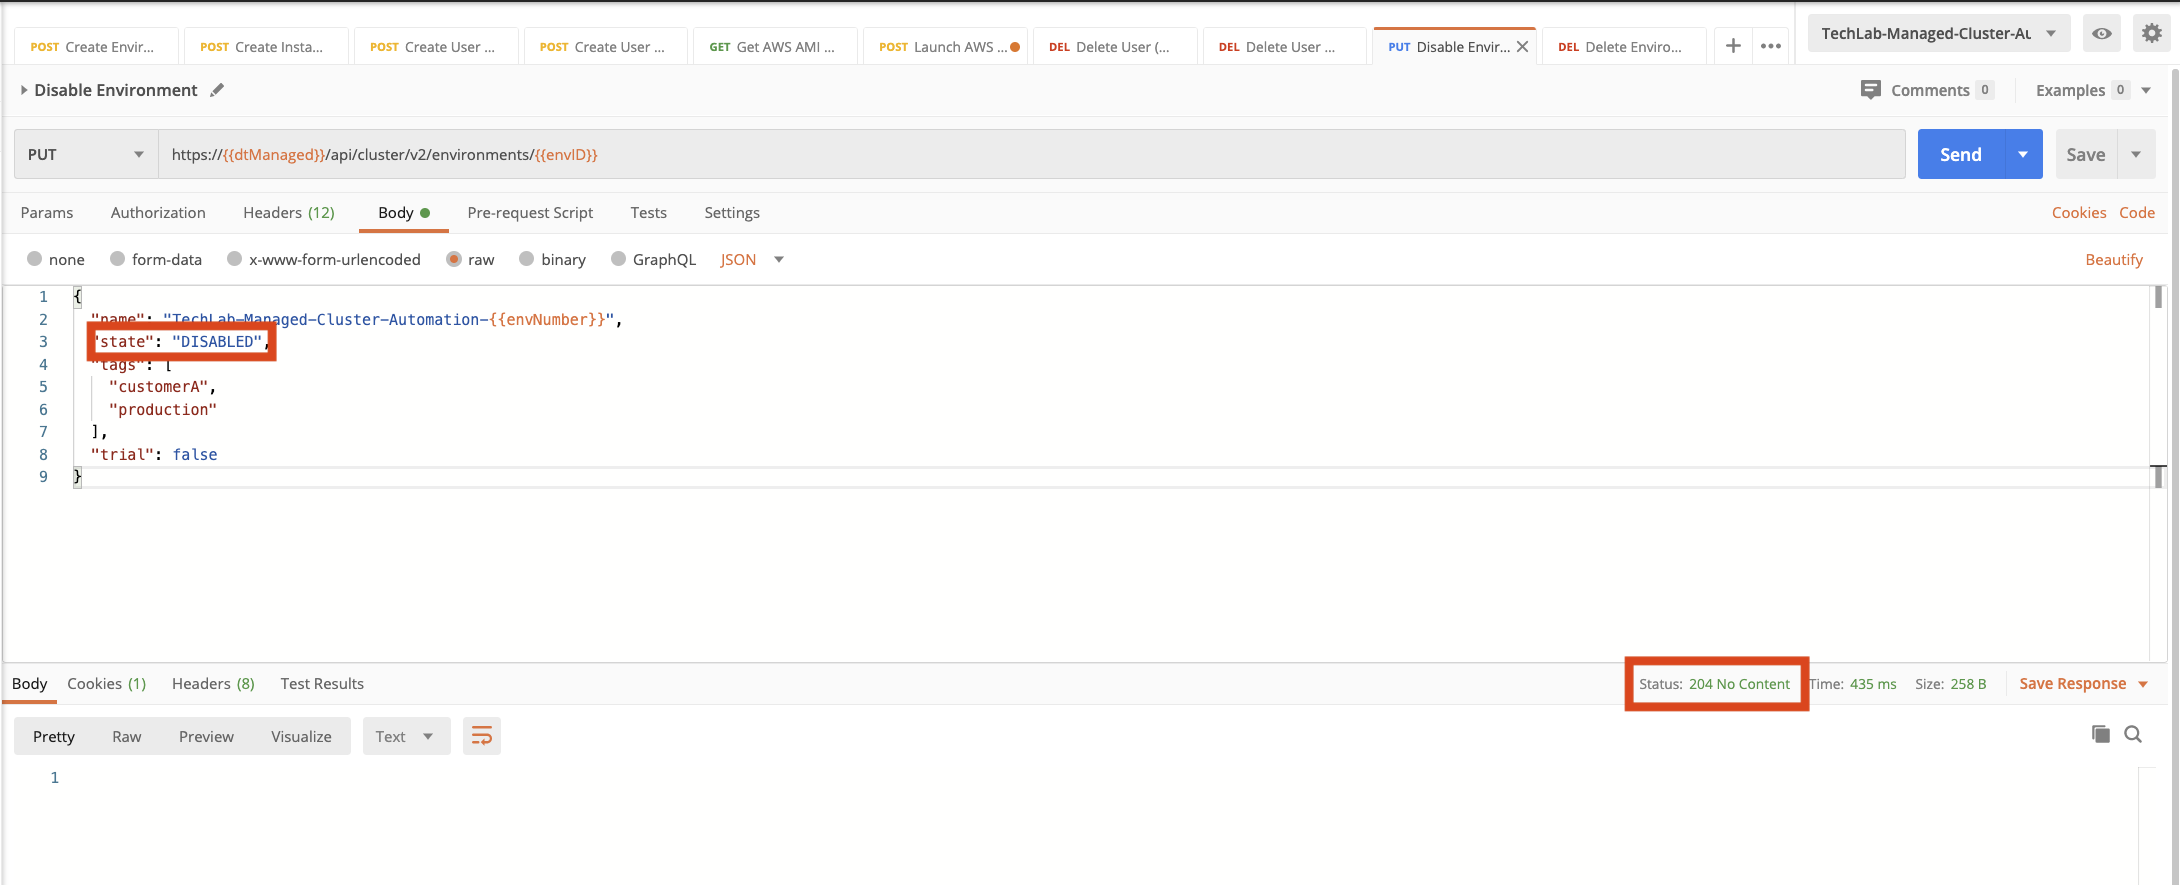 POST Create Envir...
POST Create Insta...
POST Create User ...
POST Create User ...
GET Get AWS AMI ...
POST Launch AWS ...
DEL Delete User (...
DEL Delete User ...
PUT Disable Envir...
DEL Delete Enviro...
TechLab-Managed-Cluster-Au
Disable Environment
Comments 0
Examples 0
PUT
https://{{dtManaged}}/api/cluster/v2/environments/{{envID}}
Send
Save
Params Authorization Headers (12) Body Pre-request Script Tests Settings
Cookies Code
none form-data x-www-form-urlencoded raw binary GraphQL JSON
Beautify
1 {
2 "name": "TechLab-Managed-Cluster-Automation-{{envNumber}}",
3 "state": "DISABLED",
4 "tags": [
5 "customerA",
6 "production"
7 ],
8 "trial": false
9 }
Body Cookies (1) Headers (8) Test Results
Status: 204 No Content Time: 435 ms Size: 258 B Save Response
Pretty Raw Preview Visualize Text
1